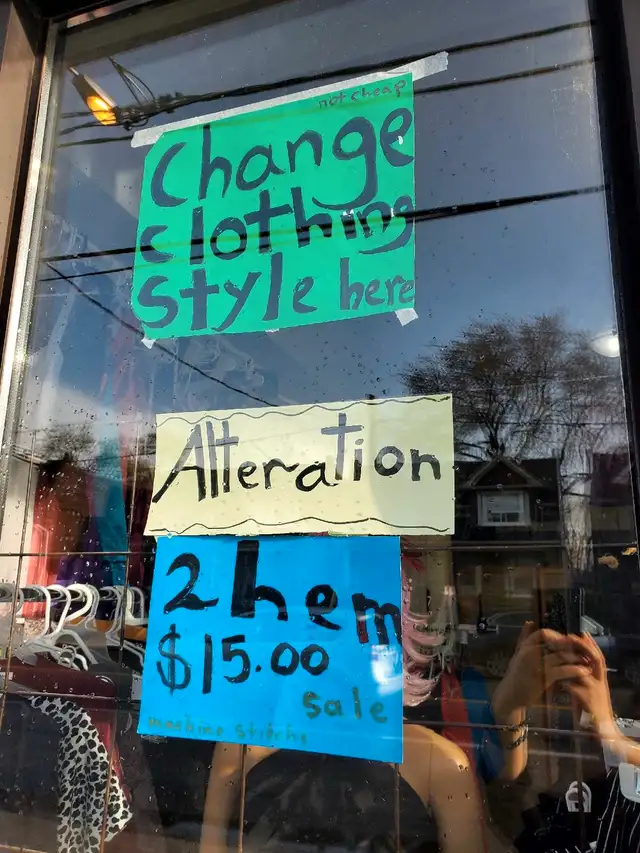 not cheap
Change
clothing
style here
Alteration
2 hem
$15.00
Sale
machine stitchs